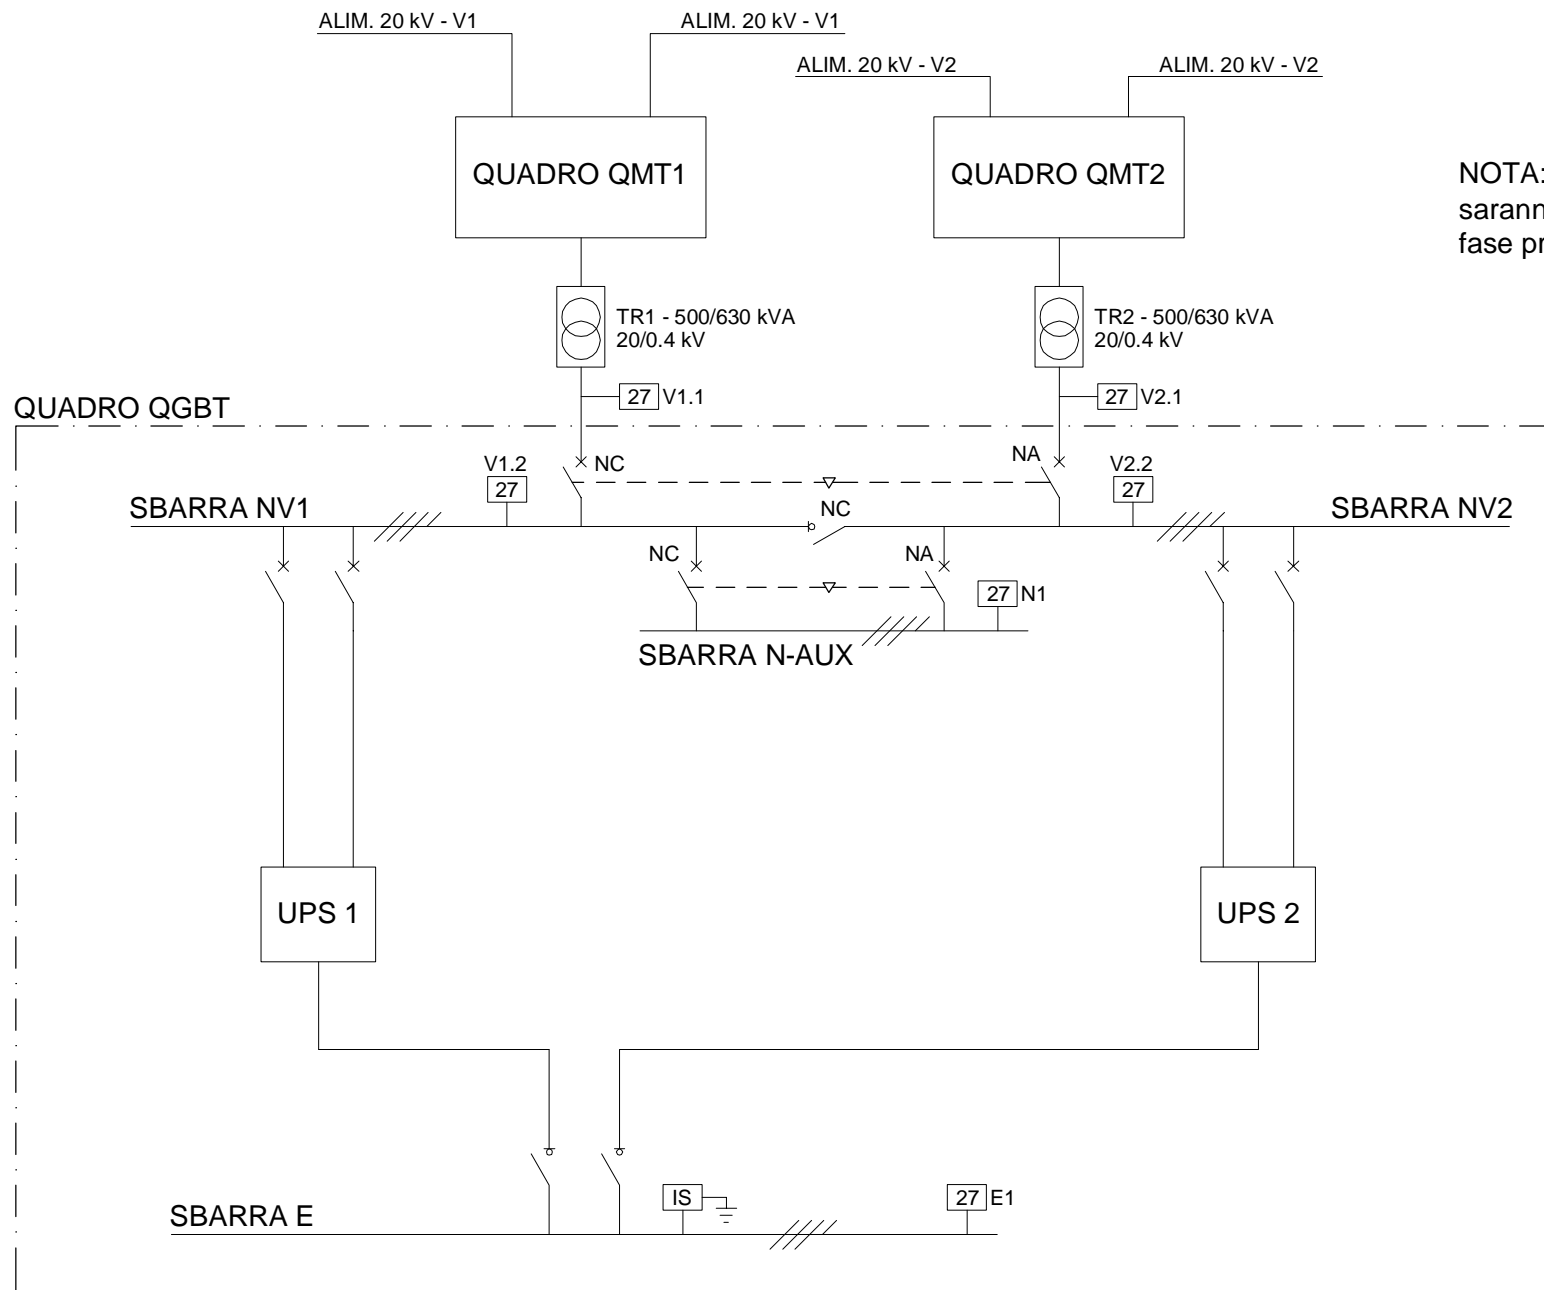 ALIM. 20 kV - V1
ALIM. 20 kV - V1
ALIM. 20 kV - V2
ALIM. 20 kV - V2
QUADRO QMT1
QUADRO QMT2
NOTA:
sarann
fase pr
TR1 - 500/630 kVA
20/0.4 kV
TR2 - 500/630 kVA
20/0.4 kV
27 V1.1
27 V2.1
QUADRO QGBT
V1.2
27
NC
NA
V2.2
27
SBARRA NV1
NC
SBARRA NV2
NC
NA
27 N1
SBARRA N-AUX
UPS 1
UPS 2
IS
27 E1
SBARRA E